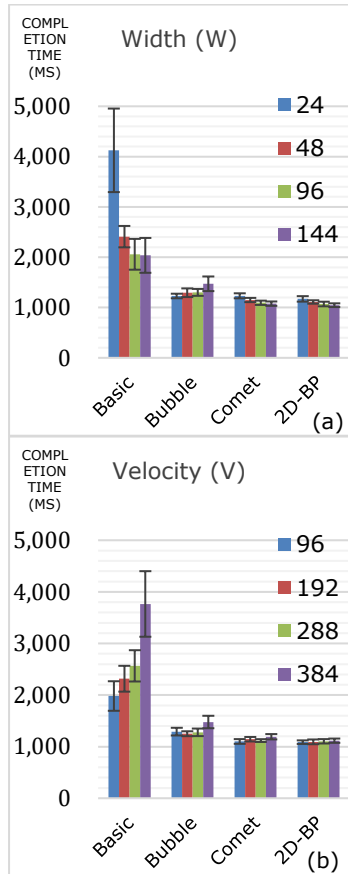 COMPL
ETION
TIME
(MS)
Width (W)
5,000
4,000
3,000
2,000
1,000
0
24
48
96
144
Basic
Bubble
Comet
2D-BP
(a)
COMPL
ETION
TIME
(MS)
Velocity (V)
5,000
4,000
3,000
2,000
1,000
0
96
192
288
384
Basic
Bubble
Comet
2D-BP
(b)